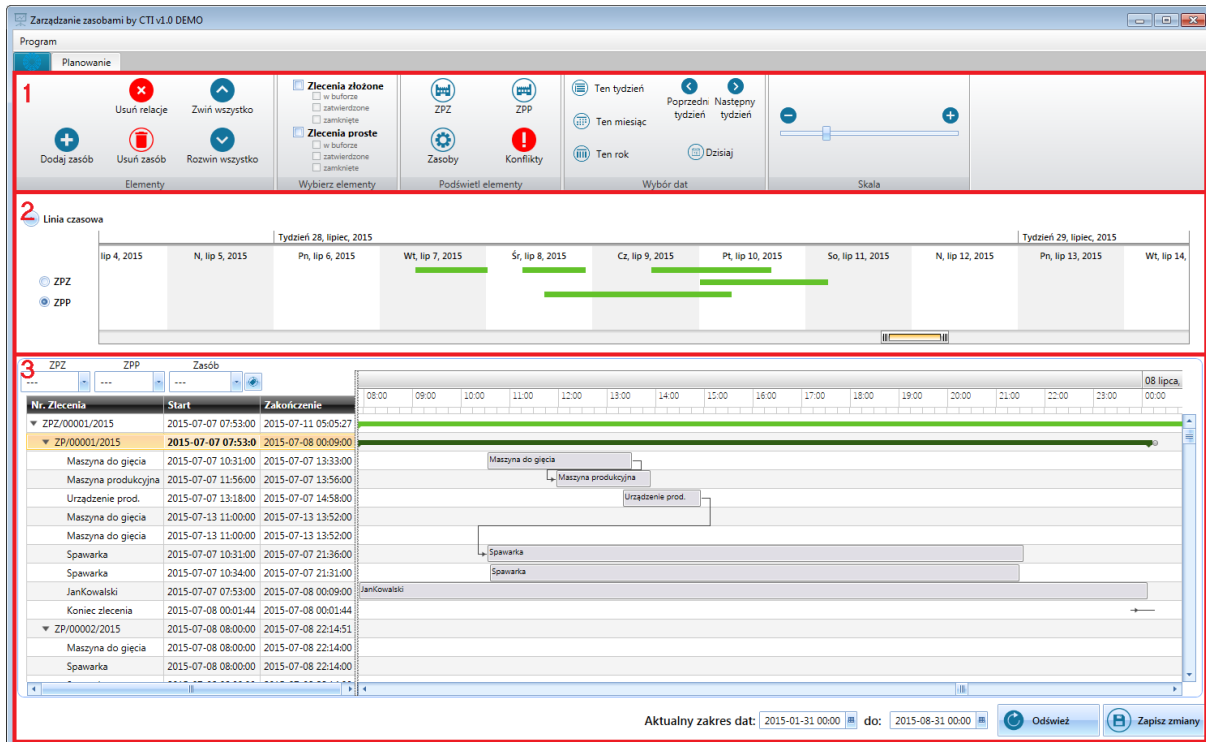 Zarządzanie zasobami by CTI v1.0 DEMO
Program
Planowanie
1
Usuń relacje
Zwiń wszystko
Dodaj zasób
Usuń zasób
Rozwin wszystko
Elementy
Zlecenia złożone
w buforze
zatwierdzone
zamknięte
Zlecenia proste
w buforze
zatwierdzone
zamkniete
Wybierz elementy
ZPZ
ZPP
Zasoby
Konflikty
Podświetl elementy
Ten tydzień
Ten miesiąc
Ten rok
Poprzedni tydzień
Następny tydzień
Dzisiaj
Wybór dat
Skala
2
Linia czasowa
Tydzień 28, lipiec, 2015
Tydzień 29, lipiec, 2015
lip 4, 2015
N, lip 5, 2015
Pn, lip 6, 2015
Wt, lip 7, 2015
Śr, lip 8, 2015
Cz, lip 9, 2015
Pt, lip 10, 2015
So, lip 11, 2015
N, lip 12, 2015
Pn, lip 13, 2015
Wt, lip 14,
ZPZ
ZPP
3
ZPZ ZPP Zasób
--- --- ---
08 lipca,
08:00 09:00 10:00 11:00 12:00 13:00 14:00 15:00 16:00 17:00 18:00 19:00 20:00 21:00 22:00 23:00 00:00
Nr. Zlecenia Start Zakończenie
ZPZ/00001/2015 2015-07-07 07:53:00 2015-07-11 05:05:27
ZP/00001/2015 2015-07-07 07:53:0 2015-07-08 00:09:00
Maszyna do gięcia 2015-07-07 10:31:00 2015-07-07 13:33:00 Maszyna do gięcia
Maszyna produkcyjna 2015-07-07 11:56:00 2015-07-07 13:56:00 Maszyna produkcyjna
Urządzenie prod. 2015-07-07 13:18:00 2015-07-07 14:58:00 Urządzenie prod.
Maszyna do gięcia 2015-07-13 11:00:00 2015-07-13 13:52:00
Maszyna do gięcia 2015-07-13 11:00:00 2015-07-13 13:52:00
Spawarka 2015-07-07 10:31:00 2015-07-07 21:36:00 Spawarka
Spawarka 2015-07-07 10:34:00 2015-07-07 21:31:00 Spawarka
JanKowalski 2015-07-07 07:53:00 2015-07-08 00:09:00 JanKowalski
Koniec zlecenia 2015-07-08 00:01:44 2015-07-08 00:01:44
ZP/00002/2015 2015-07-08 08:00:00 2015-07-08 22:14:51
Maszyna do gięcia 2015-07-08 08:00:00 2015-07-08 22:14:00
Spawarka 2015-07-08 08:00:00 2015-07-08 22:14:00
Aktualny zakres dat: 2015-01-31 00:00 do: 2015-08-31 00:00 Odśwież Zapisz zmiany